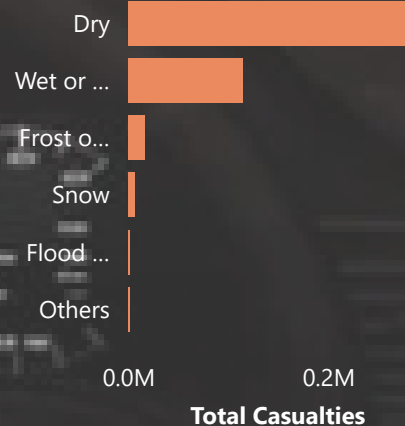 Dry
Wet or ...
Frost o...
Snow
Flood ...
Others
0.0M 0.2M
Total Casualties